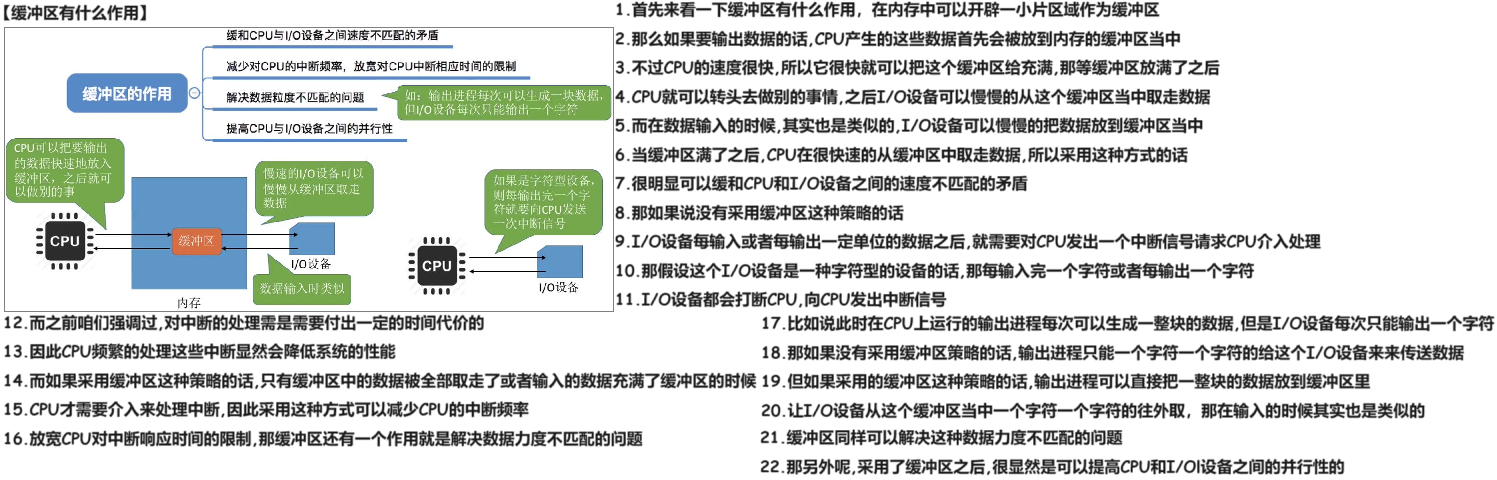 【缓冲区有什么作用】
缓冲区的作用
缓和CPU与I/O设备之间速度不匹配的矛盾
减少对CPU的中断频率，放宽对CPU中断相应时间的限制
解决数据粒度不匹配的问题
如：输出进程每次可以生成一块数据，
但I/O设备每次只能输出一个字符
提高CPU与I/O设备之间的并行性
CPU可以把要输出
的数据快速地放入
缓冲区，之后就可
以做别的事
慢速的I/O设备可以
慢慢从缓冲区取走
数据
CPU
缓冲区
I/O设备
数据输入时类似
内存
如果是字符型设备，
则每输出完一个字
符就要向CPU发送
一次中断信号
CPU
I/O设备
1.首先来看一下缓冲区有什么作用，在内存中可以开辟一小片区域作为缓冲区
2.那么如果要输出数据的话,CPU产生的这些数据首先会被放到内存的缓冲区当中
3.不过CPU的速度很快,所以它很快就可以把这个缓冲区给充满,那等缓冲区放满了之后
4.CPU就可以转头去做别的事情,之后I/O设备可以慢慢的从这个缓冲区当中取走数据
5.而在数据输入的时候,其实也是类似的,I/O设备可以慢慢的把数据放到缓冲区当中
6.当缓冲区满了之后,CPU在很快速的从缓冲区中取走数据,所以采用这种方式的话
7.很明显可以缓和CPU和I/O设备之间的速度不匹配的矛盾
8.那如果说没有采用缓冲区这种策略的话
9.I/O设备每输入或者每输出一定单位的数据之后,就需要对CPU发出一个中断信号请求CPU介入处理
10.那假设这个I/O设备是一种字符型的设备的话,那每输入完一个字符或者每输出一个字符
11.I/O设备都会打断CPU,向CPU发出中断信号
12.而之前咱们强调过,对中断的处理需是需要付出一定的时间代价的
13.因此CPU频繁的处理这些中断显然会降低系统的性能
14.而如果采用缓冲区这种策略的话,只有缓冲区中的数据被全部取走了或者输入的数据充满了缓冲区的时候
15.CPU才需要介入来处理中断,因此采用这种方式可以减少CPU的中断频率
16.放宽CPU对中断响应时间的限制,那缓冲区还有一个作用就是解决数据力度不匹配的问题
17.比如说此时在CPU上运行的输出进程每次可以生成一整块的数据,但是I/O设备每次只能输出一个字符
18.那如果没有采用缓冲区策略的话,输出进程只能一个字符一个字符的给这个I/O设备来来传送数据
19.但如果采用的缓冲区这种策略的话,输出进程可以直接把一整块的数据放到缓冲区里
20.让I/O设备从这个缓冲区当中一个字符一个字符的往外取，那在输入的时候其实也是类似的
21.缓冲区同样可以解决这种数据力度不匹配的问题
22.那另外呢,采用了缓冲区之后,很显然是可以提高CPU和I/OI设备之间的并行性的